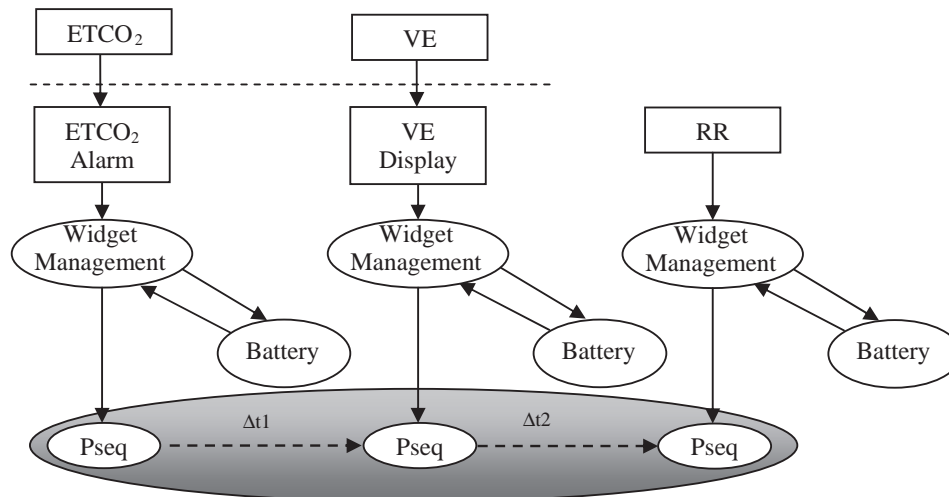 ETCO₂
VE
ETCO₂
Alarm
VE
Display
RR
Widget
Management
Widget
Management
Widget
Management
Battery
Battery
Battery
Δt1
Δt2
Pseq
Pseq
Pseq